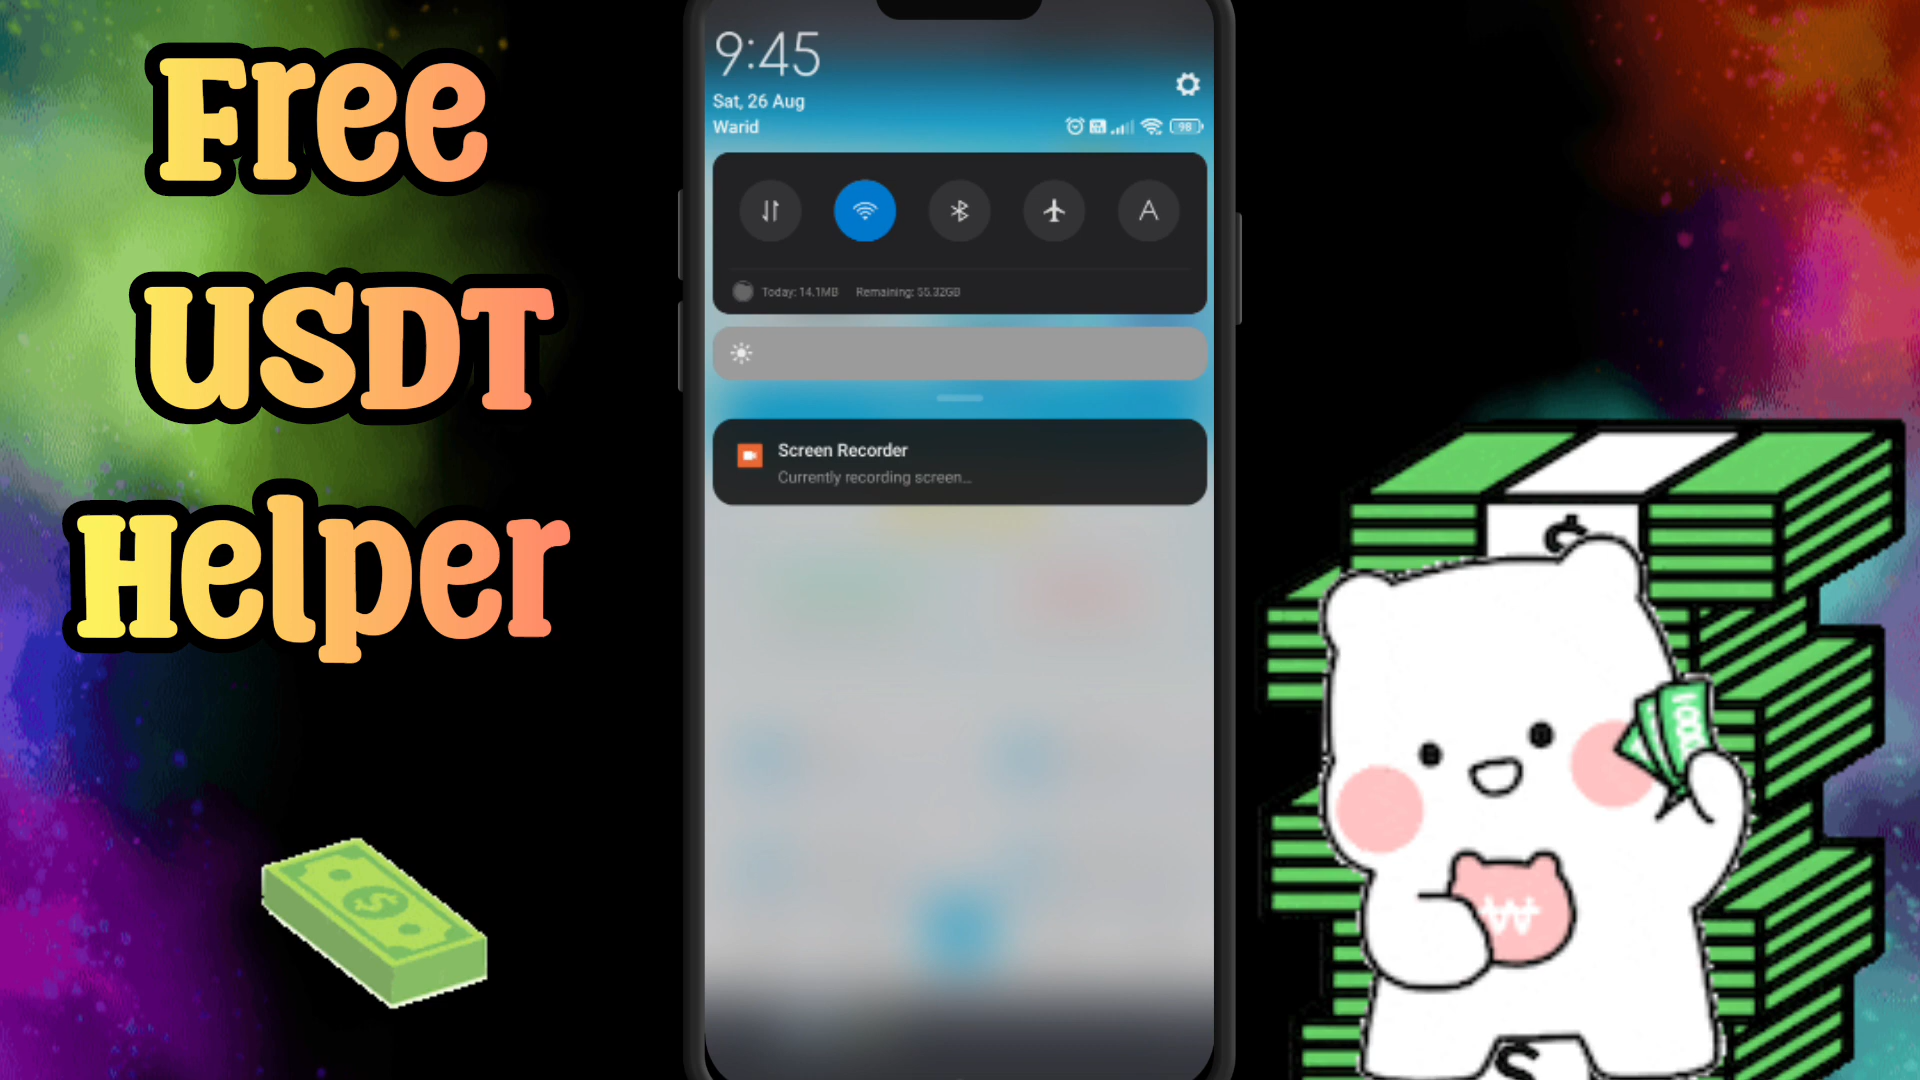 Free
USDT
Helper
9:45
Sat, 26 Aug
Warid
98
A
Today: 14.1MB Remaining: 55.32GB
Screen Recorder
Currently recording screen...
$
₩